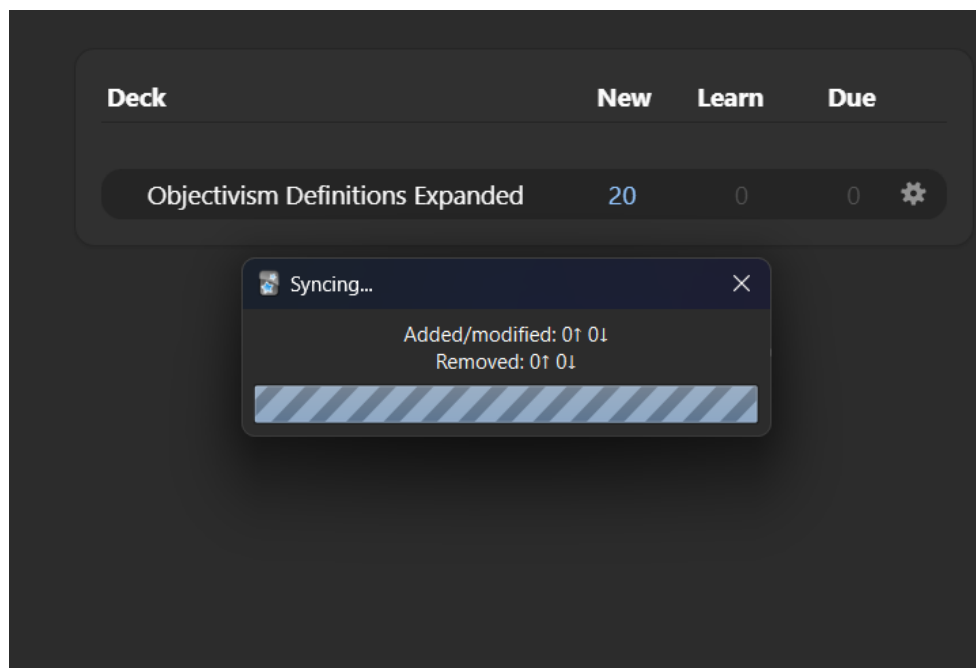 Deck New Learn Due
Objectivism Definitions Expanded 20 0 0
Syncing...
Added/modified: 0↑ 0↓
Removed: 0↑ 0↓